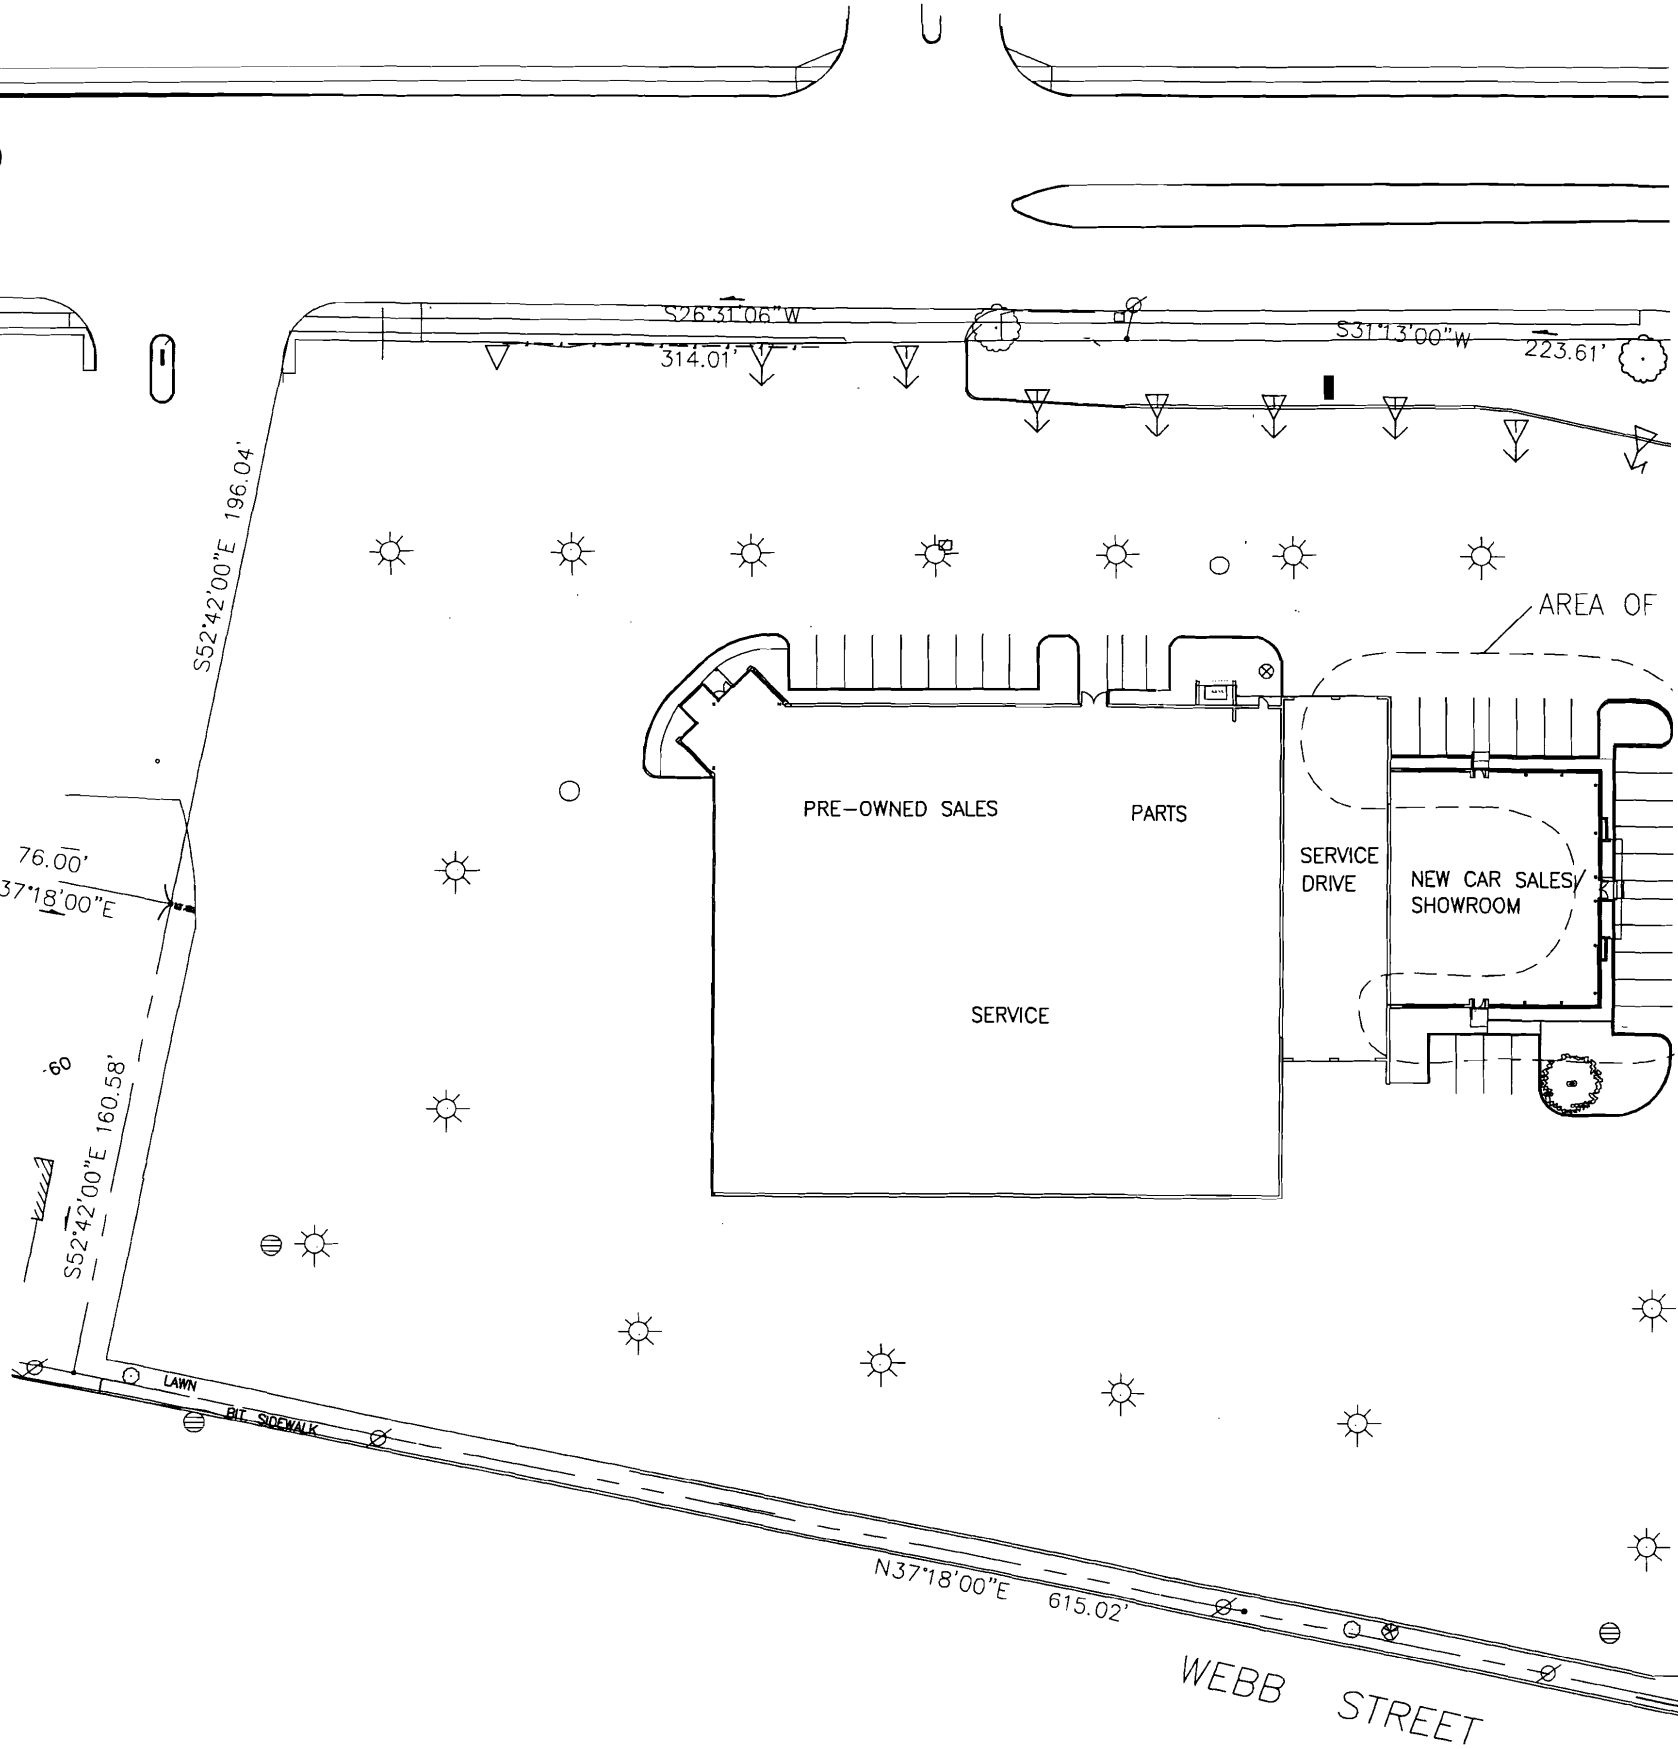 S26°31'06"W
314.01'
S31°13'00"W
223.61'
S52°42'00"E 196.04'
AREA OF
PRE-OWNED SALES
PARTS
SERVICE
DRIVE
NEW CAR SALES/
SHOWROOM
76.00'
37°18'00"E
SERVICE
60
S52°42'00"E 160.58'
LAWN
BIT. SIDEWALK
N37°18'00"E 615.02'
WEBB STREET